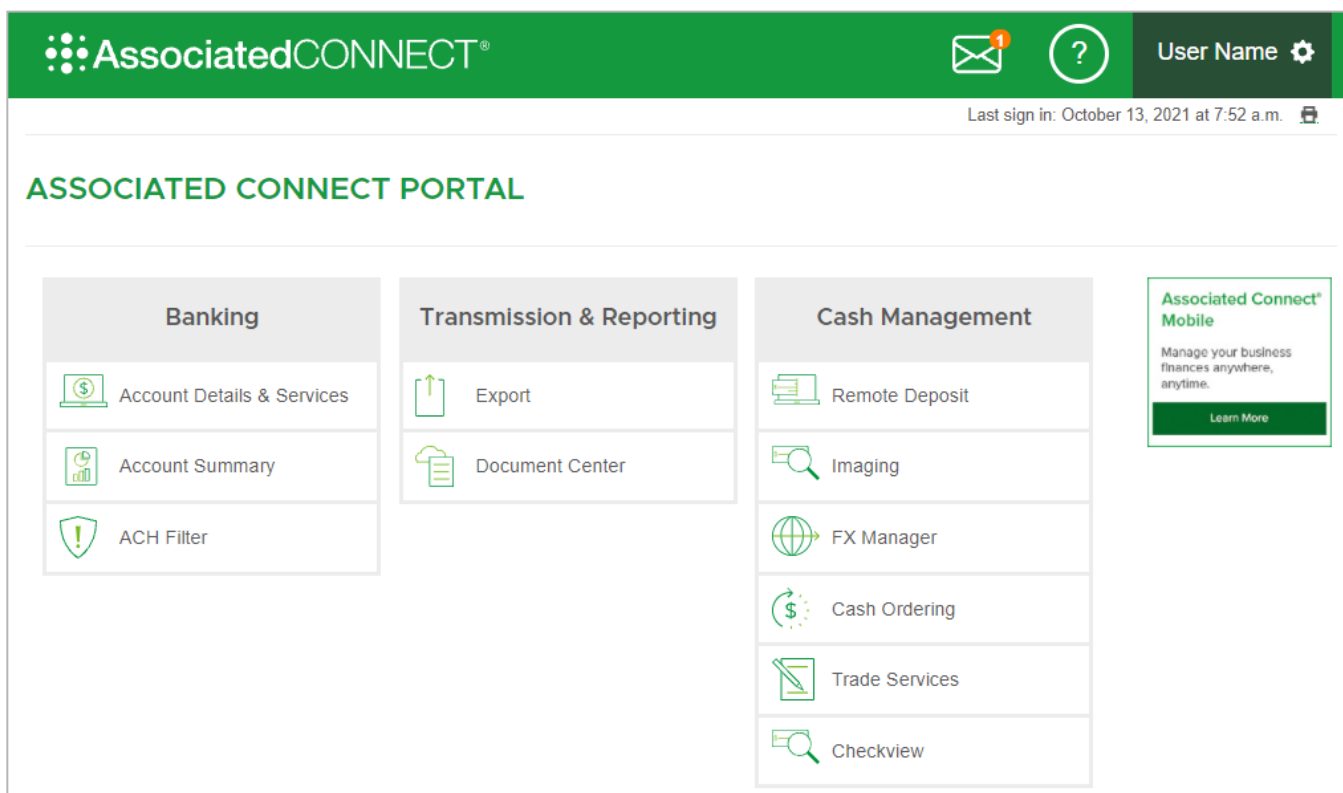 AssociatedCONNECT®
1
?
User Name
Last sign in: October 13, 2021 at 7:52 a.m.
ASSOCIATED CONNECT PORTAL
Banking
Account Details & Services
Account Summary
ACH Filter
Transmission & Reporting
Export
Document Center
Cash Management
Remote Deposit
Imaging
FX Manager
Cash Ordering
Trade Services
Checkview
Associated Connect®
Mobile
Manage your business
finances anywhere,
anytime.
Learn More